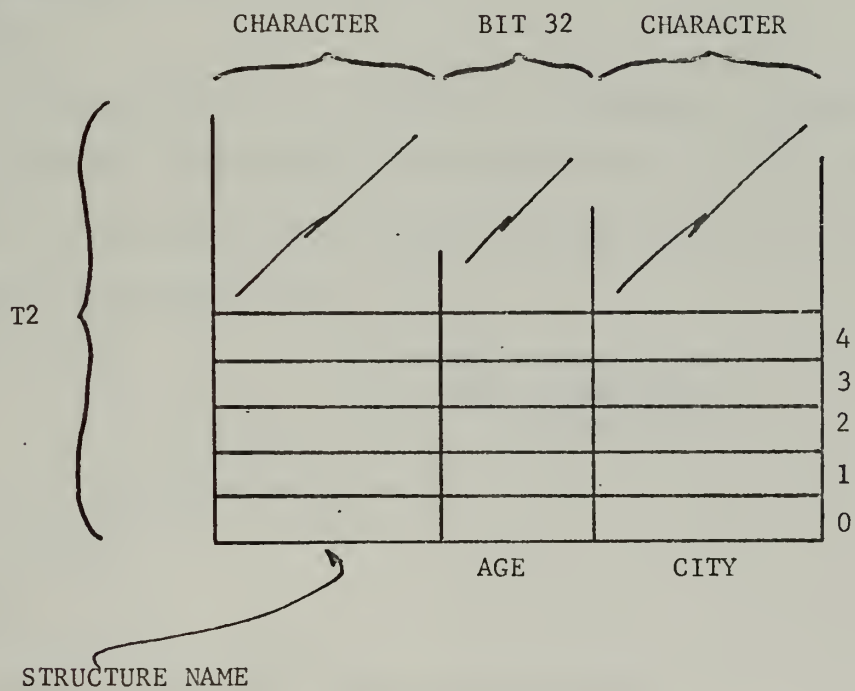 CHARACTER BIT 32 CHARACTER
T2
4
3
2
1
0
AGE CITY
STRUCTURE NAME